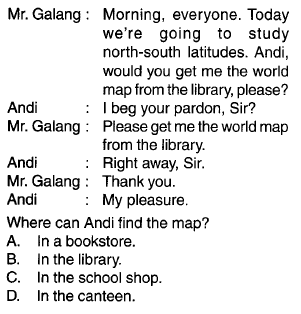 Mr. Galang : Morning, everyone. Today
we're going to study
north-south latitudes. Andi,
would you get me the world
map from the library, please?
Andi : I beg your pardon, Sir?
Mr. Galang : Please get me the world map
from the library.
Andi : Right away, Sir.
Mr. Galang : Thank you.
Andi : My pleasure.
Where can Andi find the map?
A. In a bookstore.
B. In the library.
C. In the school shop.
D. In the canteen.